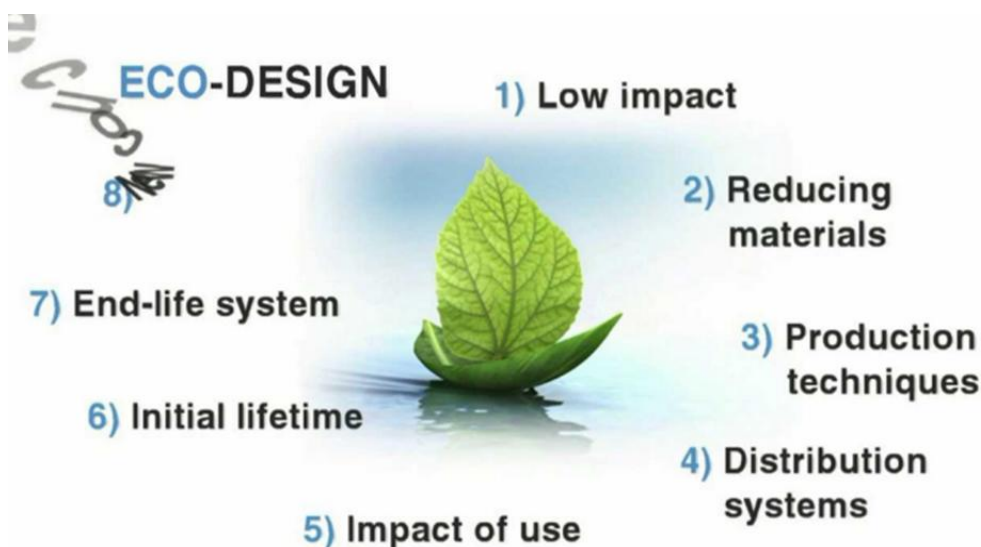 ECO-DESIGN
1) Low impact
2) Reducing
materials
3) Production
techniques
4) Distribution
systems
5) Impact of use
6) Initial lifetime
7) End-life system
8)